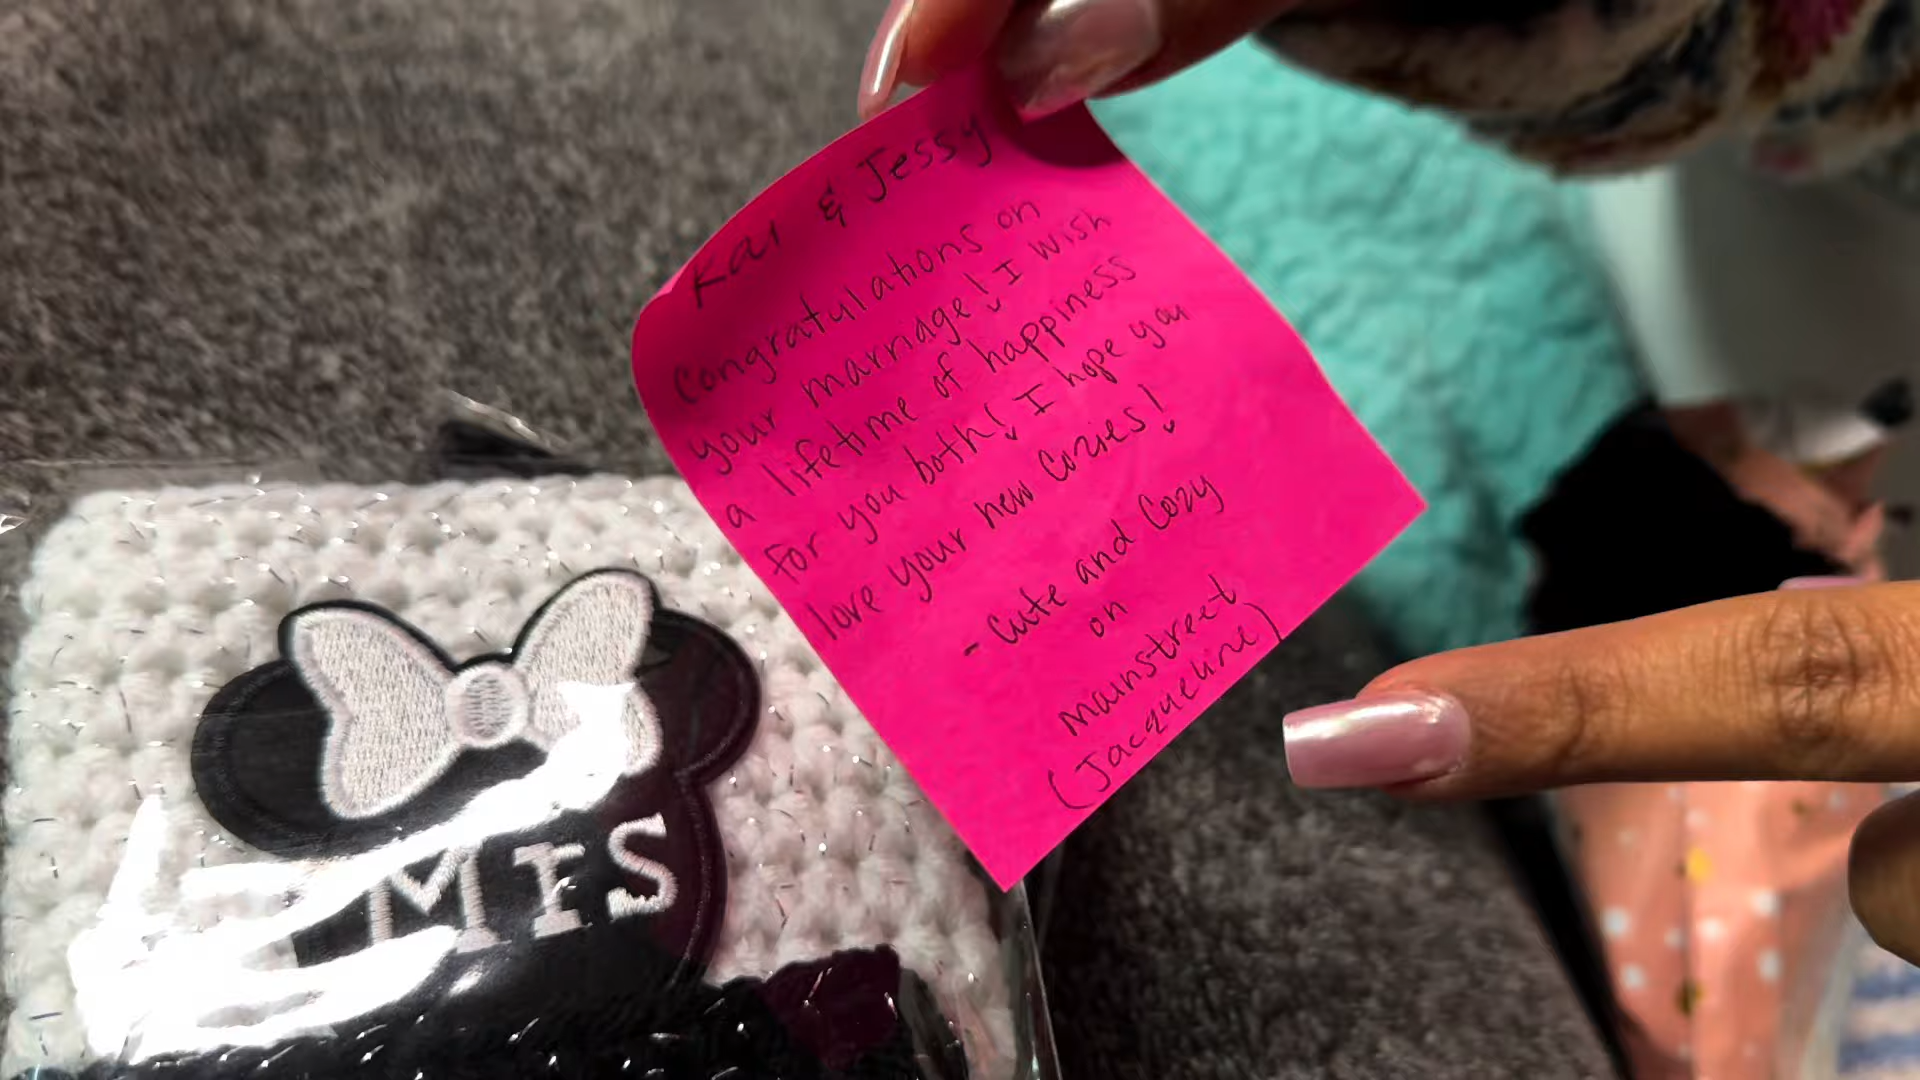 Kai & Jessy
Congratulations on
your marriage! I wish
a lifetime of happiness
for you both! I hope you
love your new Cozies!
- Cute and Cozy
on
Mainstreet
(Jacqueline)
Mrs